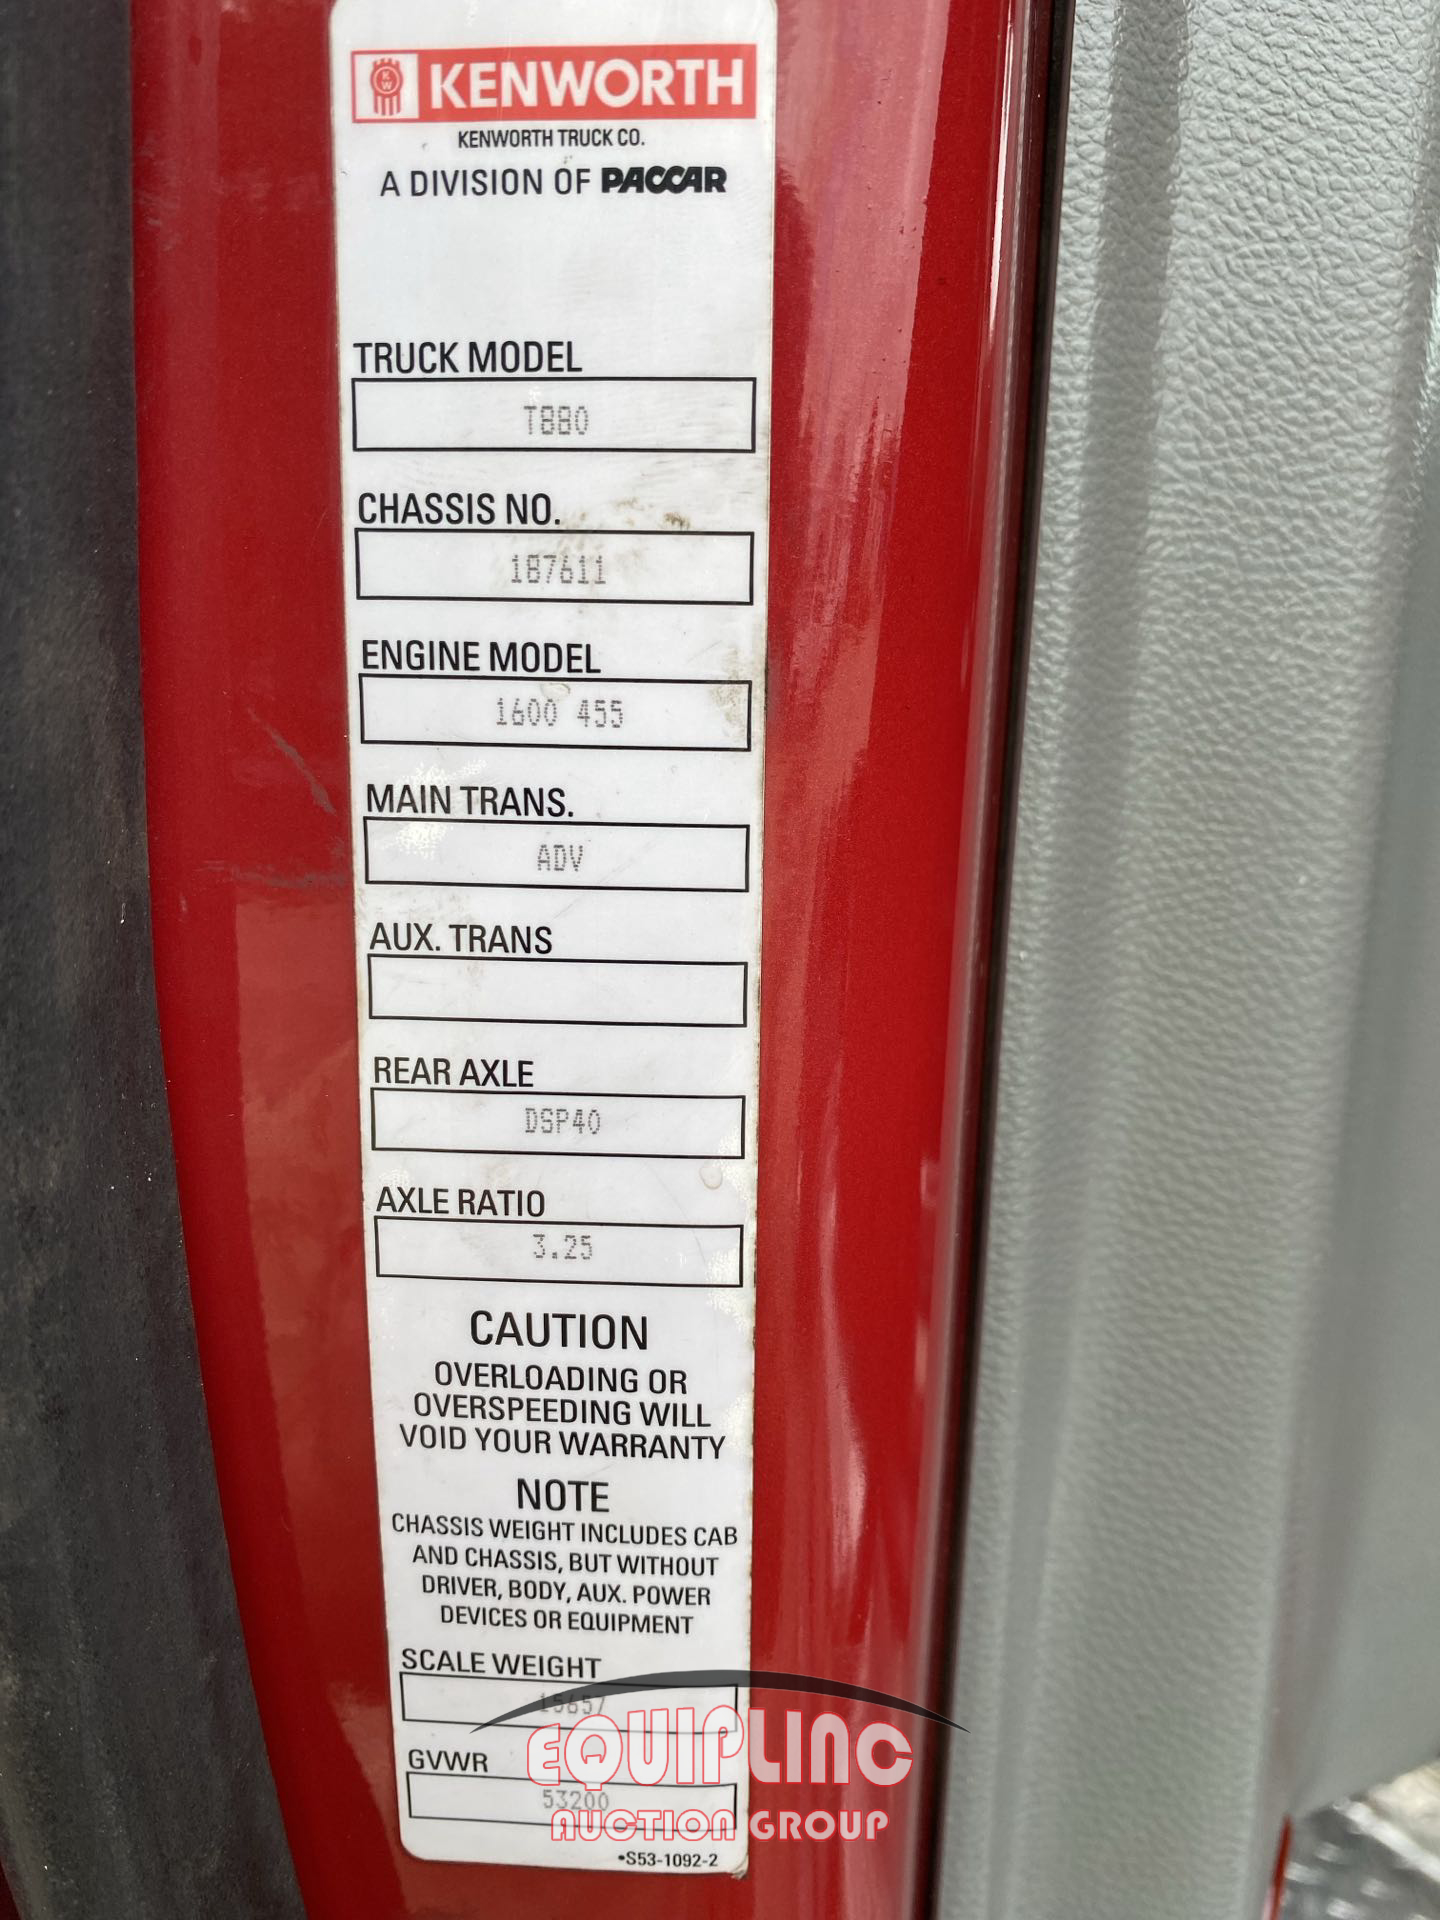 KW KENWORTH
KENWORTH TRUCK CO.
A DIVISION OF PACCAR
TRUCK MODEL
T880
CHASSIS NO.
187611
ENGINE MODEL
1600 455
MAIN TRANS.
ADV
AUX. TRANS
REAR AXLE
DSP40
AXLE RATIO
3.25
CAUTION
OVERLOADING OR
OVERSPEEDING WILL
VOID YOUR WARRANTY
NOTE
CHASSIS WEIGHT INCLUDES CAB
AND CHASSIS, BUT WITHOUT
DRIVER, BODY, AUX. POWER
DEVICES OR EQUIPMENT
SCALE WEIGHT
15657
EQUIPLINC
GVWR
53200
AUCTION GROUP
•S53-1092-2